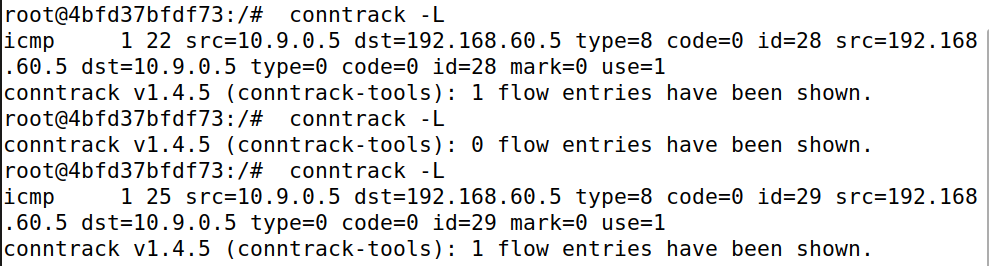 root@4bfd37bfdf73:/#  conntrack -L
icmp     1 22 src=10.9.0.5 dst=192.168.60.5 type=8 code=0 id=28 src=192.168
.60.5 dst=10.9.0.5 type=0 code=0 id=28 mark=0 use=1
conntrack v1.4.5 (conntrack-tools): 1 flow entries have been shown.
root@4bfd37bfdf73:/#  conntrack -L
conntrack v1.4.5 (conntrack-tools): 0 flow entries have been shown.
root@4bfd37bfdf73:/#  conntrack -L
icmp     1 25 src=10.9.0.5 dst=192.168.60.5 type=8 code=0 id=29 src=192.168
.60.5 dst=10.9.0.5 type=0 code=0 id=29 mark=0 use=1
conntrack v1.4.5 (conntrack-tools): 1 flow entries have been shown.